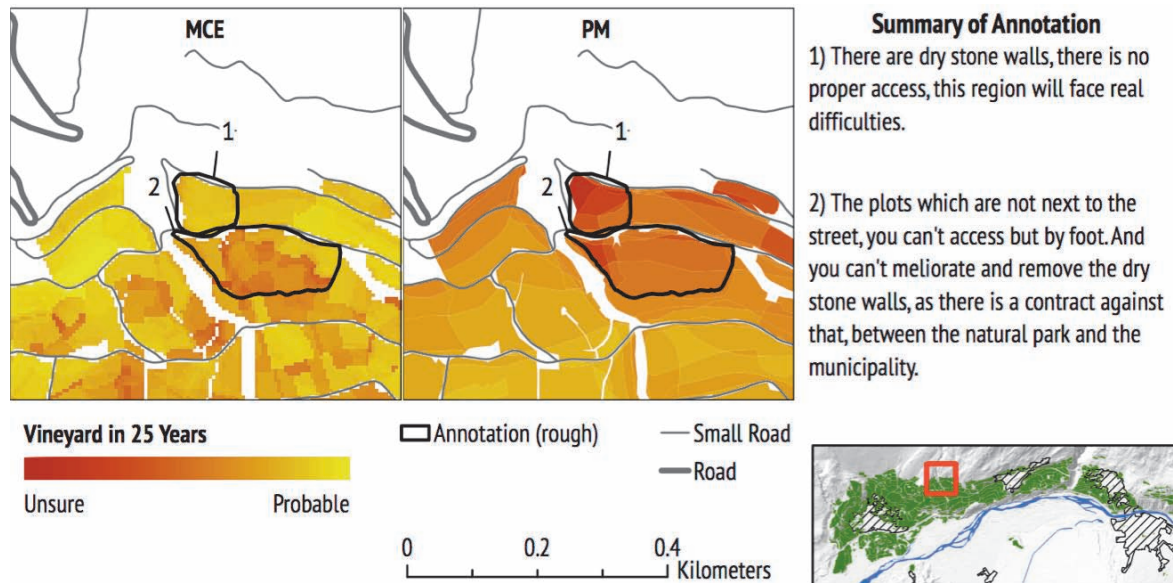 MCE
PM
1
2
1
2
Summary of Annotation
1) There are dry stone walls, there is no
proper access, this region will face real
difficulties.
2) The plots which are not next to the
street, you can't access but by foot. And
you can't meliorate and remove the dry
stone walls, as there is a contract against
that, between the natural park and the
municipality.
Vineyard in 25 Years
Unsure
Probable
Annotation (rough)
Small Road
Road
0
0.2
0.4
Kilometers